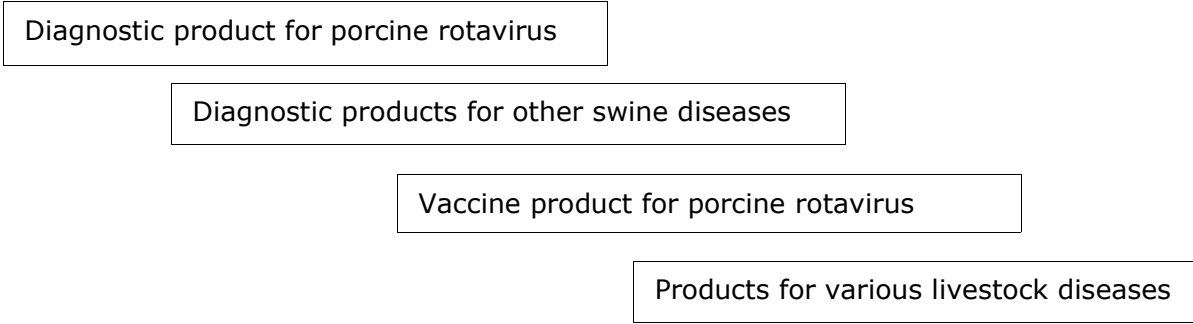 Diagnostic product for porcine rotavirus
Diagnostic products for other swine diseases
Vaccine product for porcine rotavirus
Products for various livestock diseases